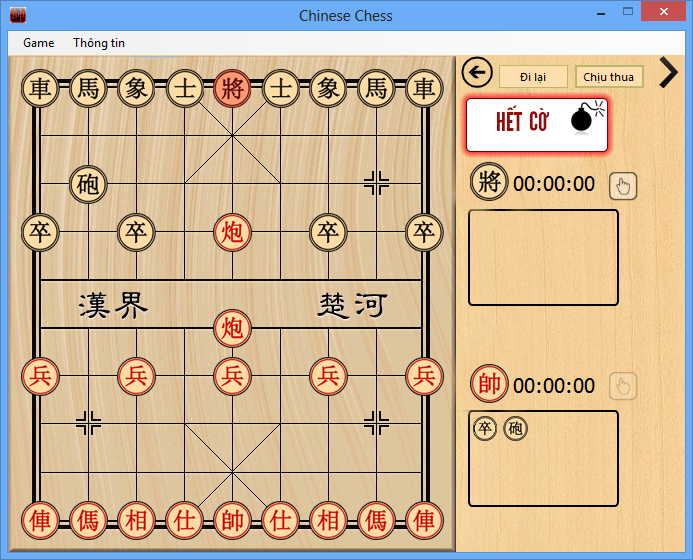 Chinese Chess
Game Thông tin
Đi lại Chịu thua
HẾT CỜ
車 馬 象 士 將 士 象 馬 車
砲
卒 卒 炮 卒 卒
漢界 楚河
炮
兵 兵 兵 兵 兵
俥 傌 相 仕 帥 仕 相 傌 俥
將 00:00:00
帥 00:00:00
卒 砲